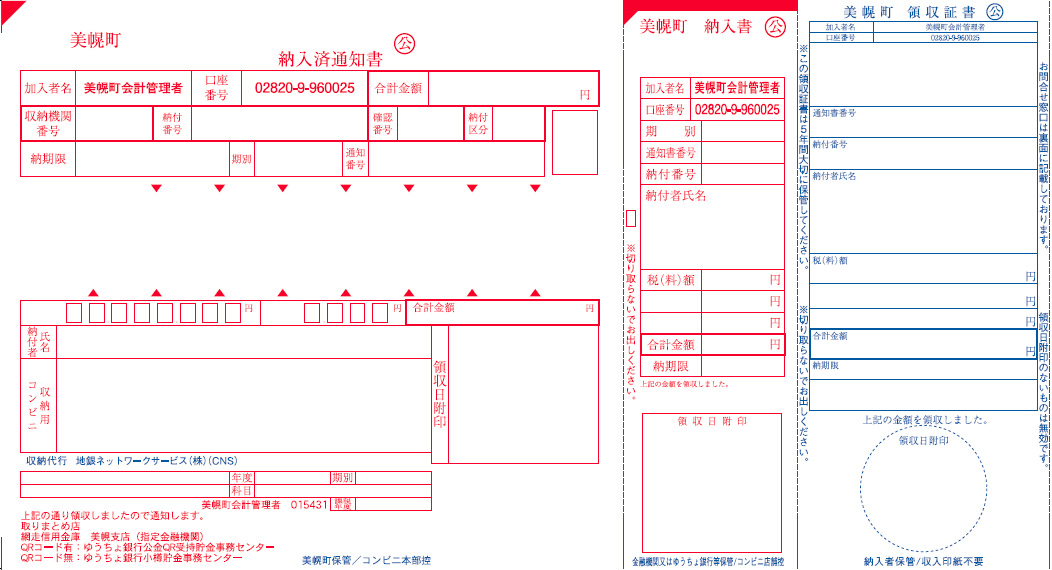 美幌町
公
納入済通知書
加入者名
美幌町会計管理者
口座
番号
02820-9-960025
合計金額
円
収納機関
番号
納付
番号
確認
番号
納付
区分
納期限
期別
通知
番号
円
円
合計金額
円
納付者
氏名
コンビニ
収納用
領収日附印
収納代行 地銀ネットワークサービス(株)(CNS)
年度
期別
科目
美幌町会計管理者 015431
上記の通り領収しましたので通知します。
取りまとめ店
網走信用金庫 美幌支店(指定金融機関)
QRコード有:ゆうちょ銀行公金QR受持貯金事務センター
QRコード無:ゆうちょ銀行小樽貯金事務センター
美幌町保管/コンビニ本部控
美幌町 納入書
公
加入者名
美幌町会計管理者
口座番号
02820-9-960025
期 別
通知書番号
納付番号
納付者氏名
※切り取らないでお出しください。
税(料)額
円
円
円
合計金額
円
納期限
上記の金額を領収しました。
領収日附印
金融機関又はゆうちょ銀行等保管/コンビニ店舗控
美幌町 領収証書
公
加入者名
美幌町会計管理者
口座番号
02820-9-960025
※この領収証書は5年間大切に保管してください。
※切り取らないでお出しください。
通知書番号
納付番号
納付者氏名
税(料)額
円
円
円
合計金額
円
納期限
お問合せ窓口は裏面に記載しております。
領収日附印のないものは無効です。
上記の金額を領収しました。
領収日附印
納入者保管/収入印紙不要